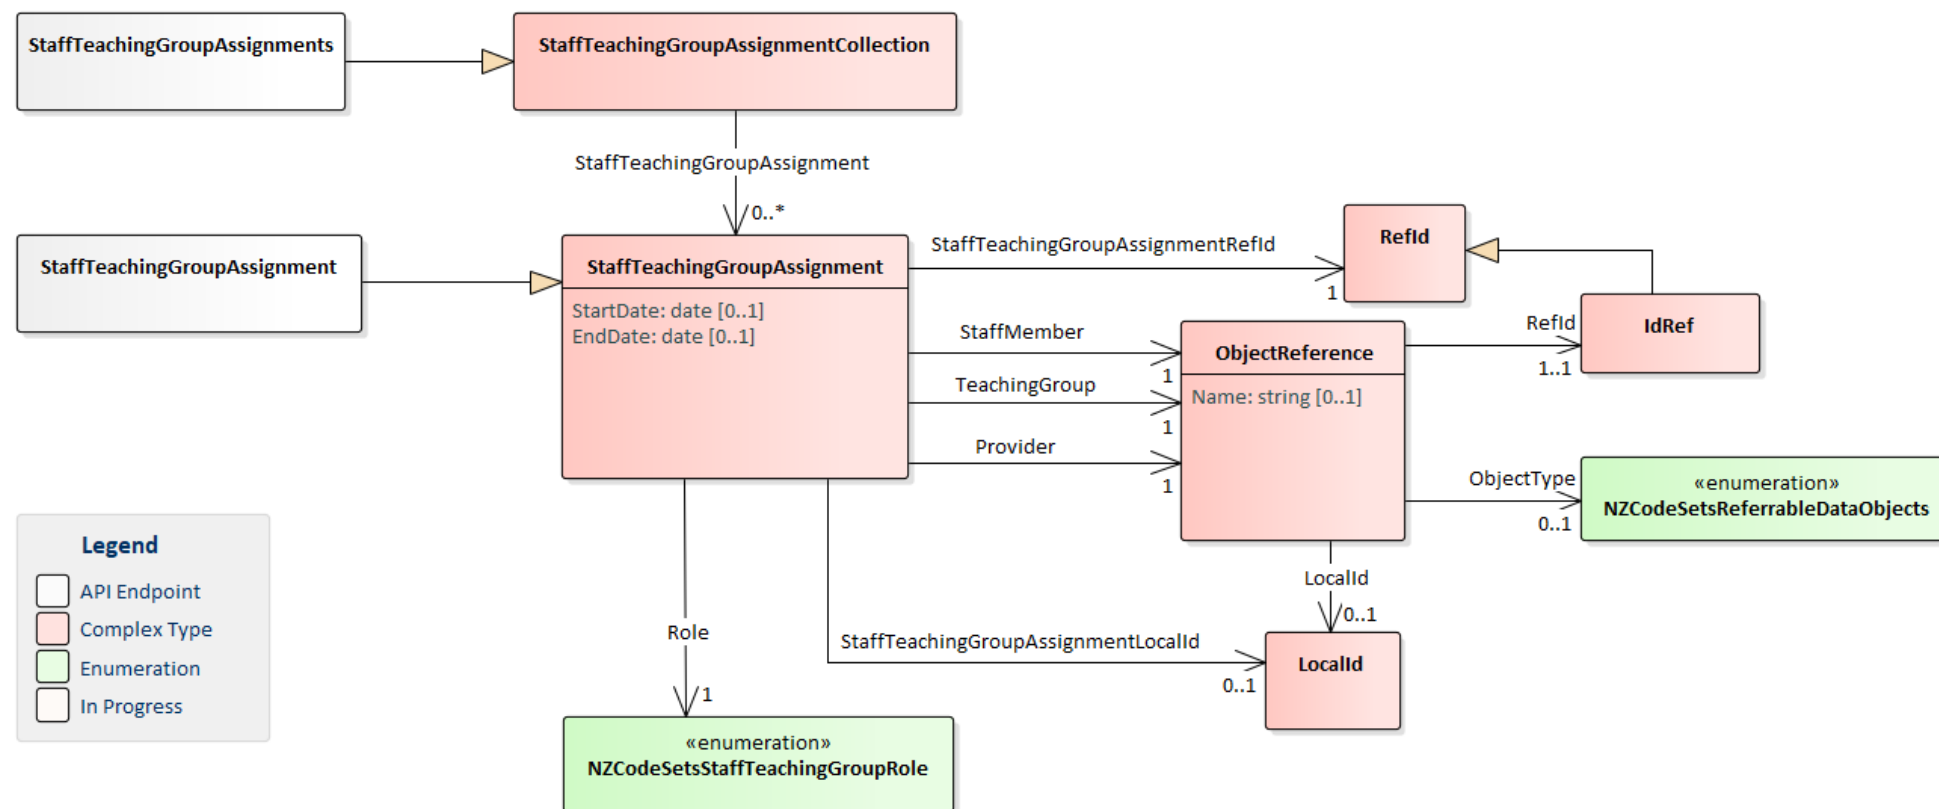 StaffTeachingGroupAssignments
StaffTeachingGroupAssignmentCollection
StaffTeachingGroupAssignment
0..*
StaffTeachingGroupAssignment
StaffTeachingGroupAssignment
StartDate: date [0..1]
EndDate: date [0..1]
StaffTeachingGroupAssignmentRefId
1
RefId
IdRef
StaffMember
1
TeachingGroup
1
Provider
1
ObjectReference
Name: string [0..1]
RefId
1..1
ObjectType
0..1
«enumeration»
NZCodeSetsReferrableDataObjects
LocalId
0..1
Role
1
StaffTeachingGroupAssignmentLocalId
0..1
LocalId
«enumeration»
NZCodeSetsStaffTeachingGroupRole
Legend
API Endpoint
Complex Type
Enumeration
In Progress